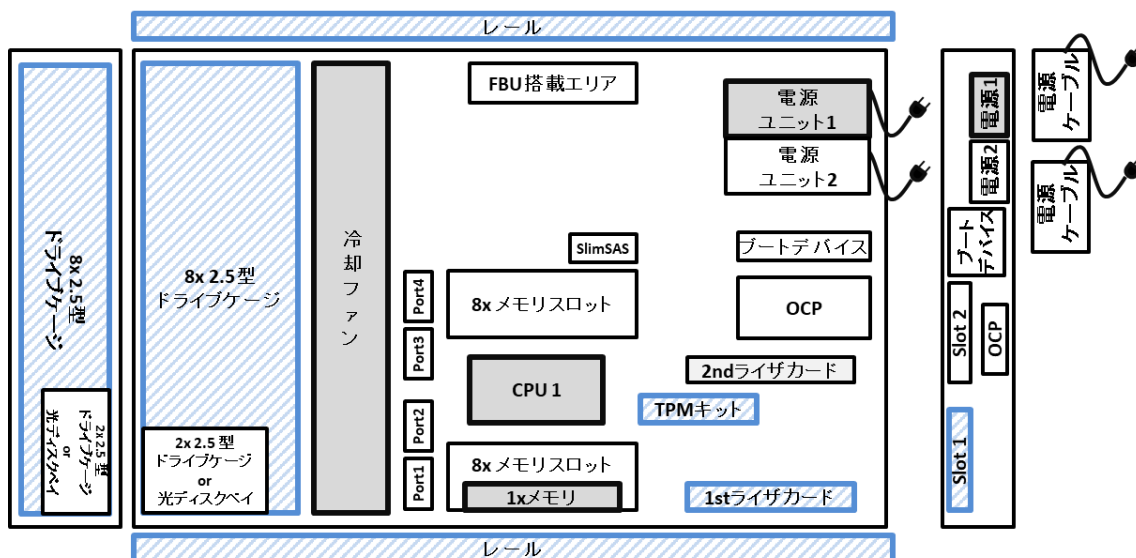 レール
8x 2.5型
ドライブケージ
2x 2.5 型
ドライブケージ
or
光ディスクベイ
8x 2.5型
ドライブケージ
2x 2.5 型
ドライブケージ
or
光ディスクベイ
冷却ファン
FBU搭載エリア
電源
ユニット1
電源
ユニット2
SlimSAS
ブートデバイス
Port4
Port3
Port2
Port1
8xメモリスロット
OCP
CPU 1
2ndライザカード
TPMキット
8xメモリスロット
1xメモリ
1stライザカード
レール
電源1
電源2
ブート
デバイス
Slot 2
OCP
Slot 1
電源
ケーブル
電源
ケーブル